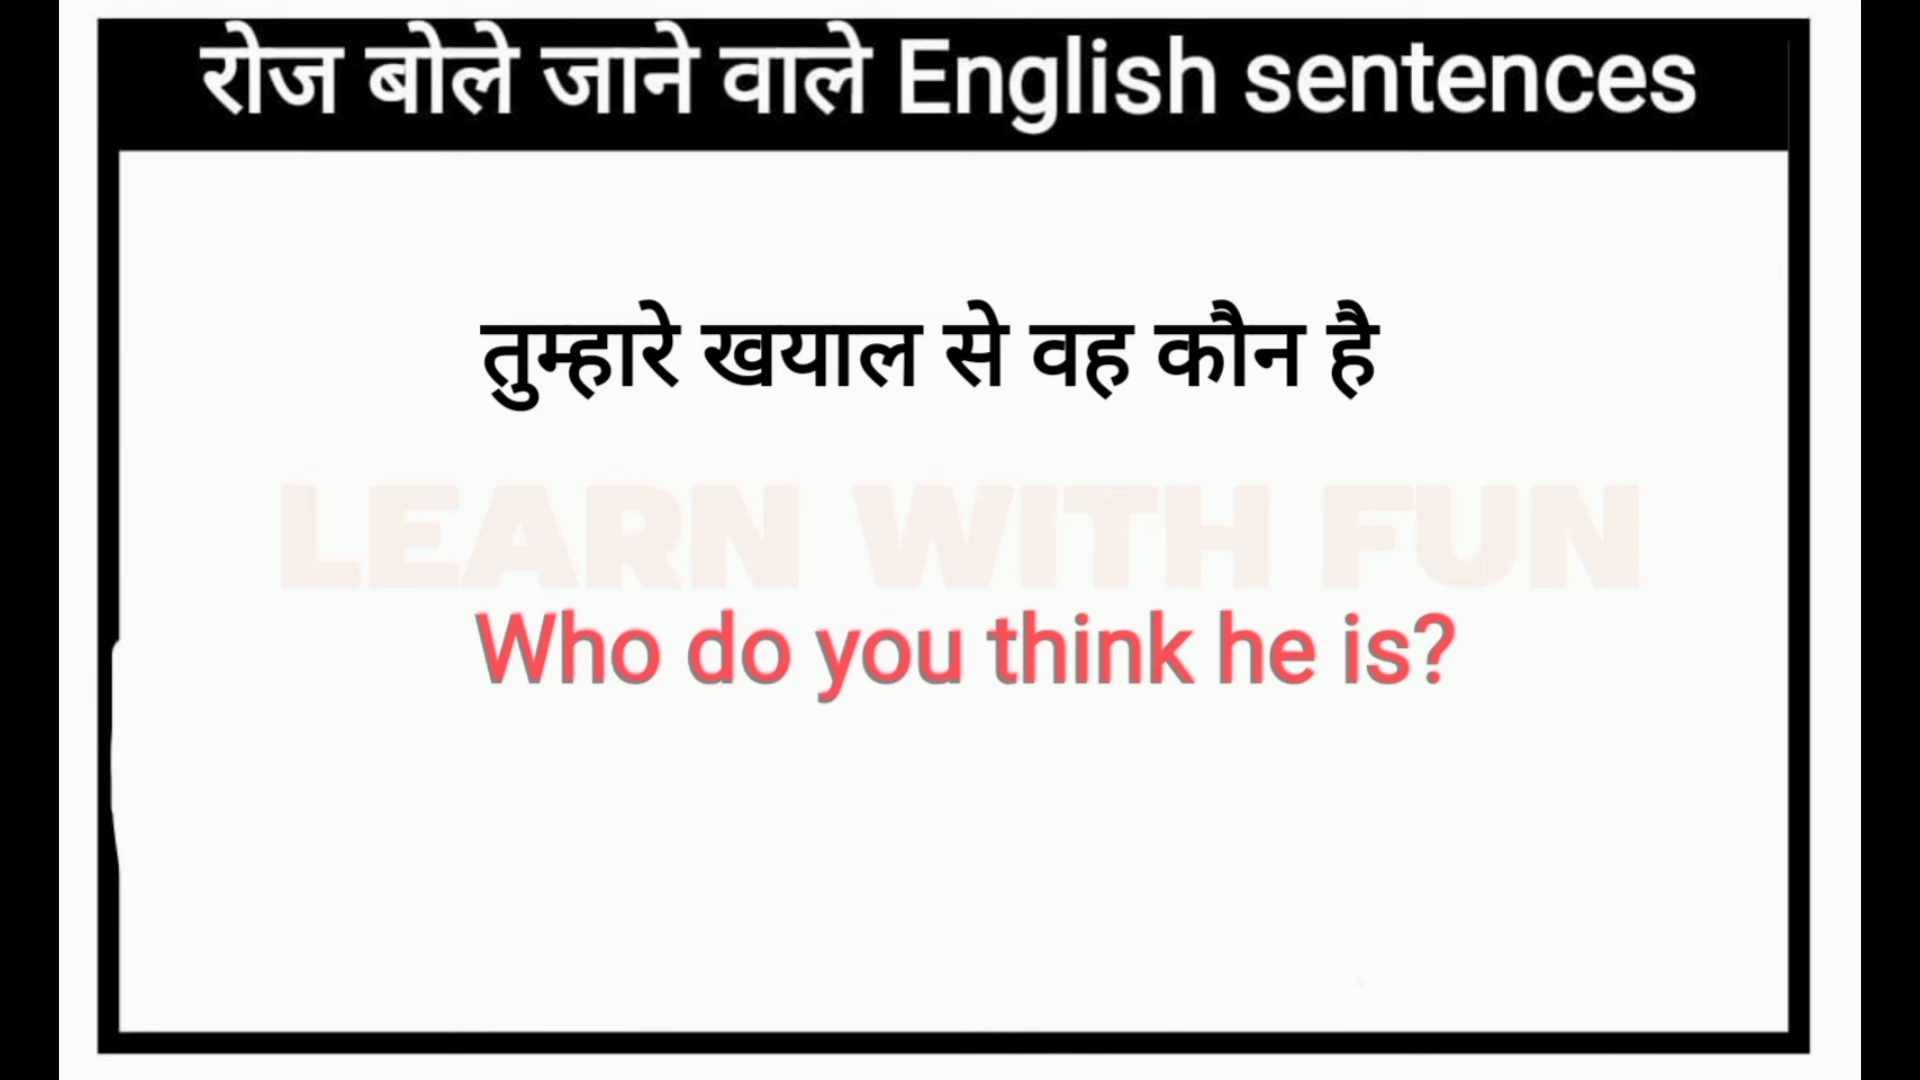 रोज बोले जाने वाले English sentences
तुम्हारे खयाल से वह कौन है
LEARN WITH FUN
Who do you think he is?